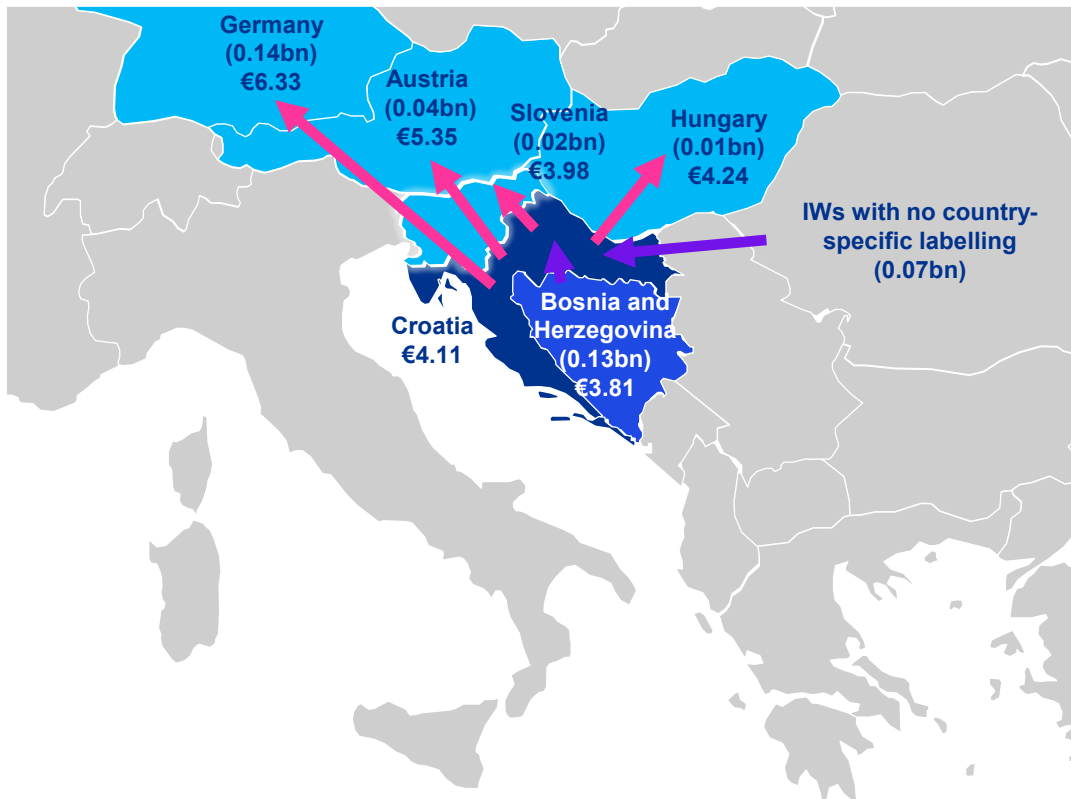 Germany
(0.14bn)
€6.33
Austria
(0.04bn)
€5.35
Slovenia
(0.02bn)
€3.98
Hungary
(0.01bn)
€4.24
IWs with no country-
specific labelling
(0.07bn)
Croatia
€4.11
Bosnia and
Herzegovina
(0.13bn)
€3.81